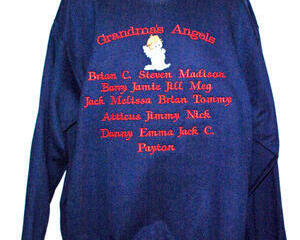 Grandma's Angels
Brian C. Steven Madison
Barry Jamie Jill Meg
Jack Melissa Brian Tommy
Atticus Jimmy Nick
Danny Emma Jack C.
Payton